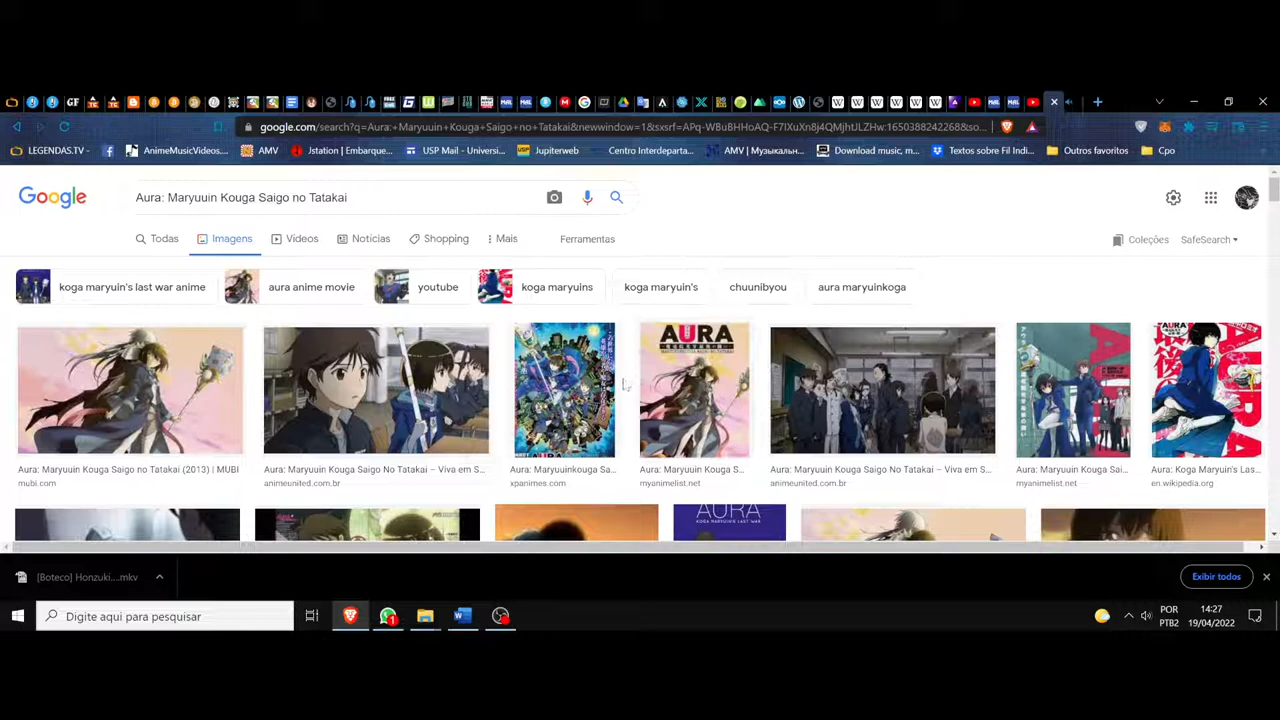 google.com/search?q=Aura:+Maryuuin+Kouga+Saigo+no+Tatakai&newwindow=1&sxsrf=APq-WBuBHHoAQ-F7IXuXn8j4QMjhtUJZHw:1650388242268&so...
LEGENDAS.TV - AnimeMusicVideos... AMV Jstation | Embarque... USP Mail - Universi... Jupiterweb Centro Interdeparta... AMV | Музыкальн... Download music, m... Textos sobre Fil Indi... Outros favoritos Cpo
Google Aura: Maryuuin Kouga Saigo no Tatakai
Todas Imagens Vídeos Notícias Shopping Mais Ferramentas Coleções SafeSearch
koga maryuin's last war anime aura anime movie youtube koga maryuins koga maryuin's chuunibyou aura maryuinkoga
AURA
Aura: Maryuuin Kouga Saigo no Tatakai (2013) | MUBI Aura: Maryuuin Kouga Saigo No Tatakai – Viva em S... Aura: Maryuuinkouga Sa... Aura: Maryuuin Kouga S... Aura: Maryuuin Kouga Saigo No Tatakai – Viva em S... Aura: Maryuuin Kouga Sai... Aura: Koga Maryuin's Las...
mubi.com animeunited.com.br xpanimes.com myanimelist.net animeunited.com.br myanimelist.net en.wikipedia.org
AURA
KOGA MARYUIN'S LAST WAR
[Boteco] Honzuki....mkv Exibir todos
Digite aqui para pesquisar
POR 14:27
PTB2 19/04/2022